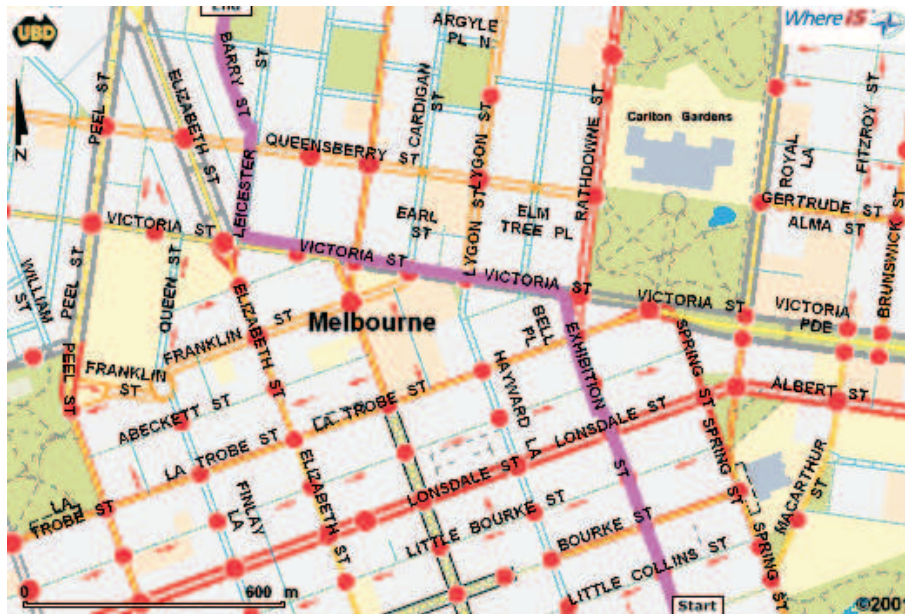 UBD
End
Where iS
ARGYLE
PL N
BARRY ST
ST
ELIZABETH ST
PEEL ST
CARDIGAN
ST
LYGON ST
RATHDOWNE ST
Carlton Gardens
ROYAL
LA
FITZROY ST
N
QUEENSBERRY ST
LEICESTER
VICTORIA ST
EARL
ST
ELM
TREE PL
GERTRUDE ST
ALMA ST
BRUNSWICK ST
WILLIAM
ST
PEEL ST
QUEEN ST
VICTORIA ST
LYGON ST
VICTORIA ST
VICTORIA ST
VICTORIA
PDE
ELIZABETH ST
FRANKLIN ST
Melbourne
BELL
PL
EXHIBITION
ST
SPRING ST
PEEL ST
FRANKLIN
ST
HAYWARD LA
ALBERT ST
ABECKETT ST
LA TROBE ST
LA TROBE ST
LONSDALE ST
LONSDALE ST
SPRING
ELIZABETH ST
LA
TROBE ST
FINLAY
LA
LITTLE BOURKE ST
BOURKE ST
MACARTHUR
ST
SPRING ST
LITTLE COLLINS ST
0
600 m
Start
©2001